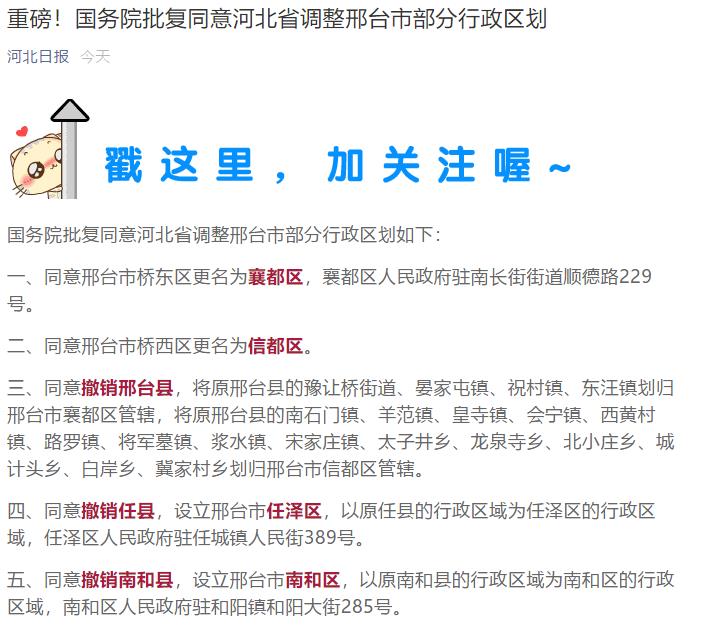 重磅！国务院批复同意河北省调整邢台市部分行政区划
河北日报 今天
戳这里，加关注喔~
国务院批复同意河北省调整邢台市部分行政区划如下：
一、同意邢台市桥东区更名为襄都区，襄都区人民政府驻南长街街道顺德路229
号。
二、同意邢台市桥西区更名为信都区。
三、同意撤销邢台县，将原邢台县的豫让桥街道、晏家屯镇、祝村镇、东汪镇划归
邢台市襄都区管辖，将原邢台县的南石门镇、羊范镇、皇寺镇、会宁镇、西黄村
镇、路罗镇、将军墓镇、浆水镇、宋家庄镇、太子井乡、龙泉寺乡、北小庄乡、城
计头乡、白岸乡、冀家村乡划归邢台市信都区管辖。
四、同意撤销任县，设立邢台市任泽区，以原任县的行政区域为任泽区的行政区
域，任泽区人民政府驻任城镇人民街389号。
五、同意撤销南和县，设立邢台市南和区，以原南和县的行政区域为南和区的行政
区域，南和区人民政府驻和阳镇和阳大街285号。